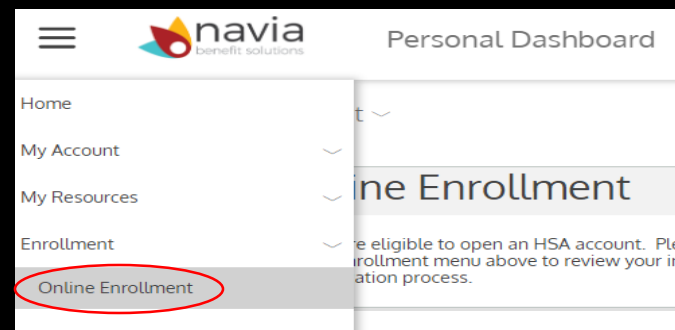 navia
benefit solutions
Personal Dashboard
Home
My Account
My Resources
Enrollment
Online Enrollment
t
ine Enrollment
re eligible to open an HSA account. Ple
rollment menu above to review your in
ation process.